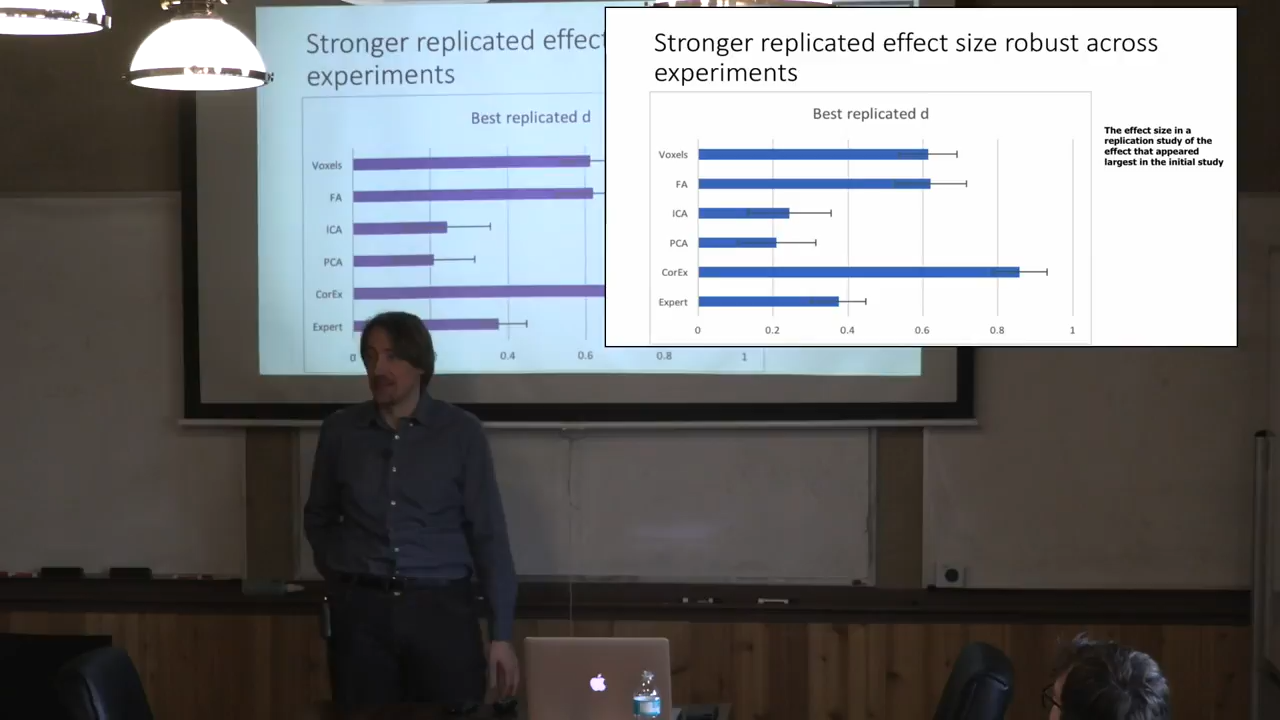 Stronger replicated effect
experiments
Best replicated d
Voxels
FA
ICA
PCA
CorEx
Expert
0 0.4 0.6 0.8 1
Stronger replicated effect size robust across
experiments
Best replicated d
Voxels
FA
ICA
PCA
CorEx
Expert
0 0.2 0.4 0.6 0.8 1
The effect size in a
replication study of the
effect that appeared
largest in the initial study